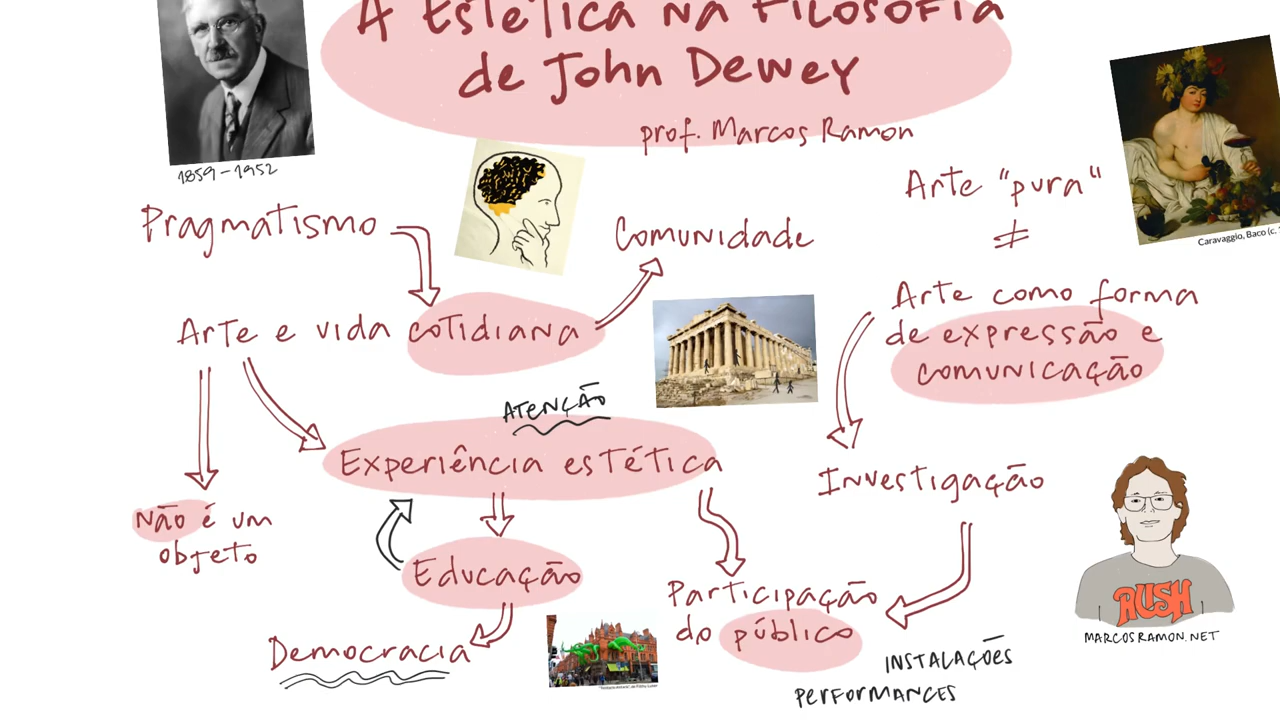 A Estética na Filosofia
de John Dewey
prof. Marcos Ramon
1859-1952
Pragmatismo
Comunidade
Arte "pura"
≠
Caravaggio, Baco (c.
Arte e vida cotidiana
Arte como forma
de expressão e
comunicação
ATENÇÃO
Experiência estética
Investigação
Não é um
objeto
Educação
Participação
do público
Democracia
INSTALAÇÕES
PERFORMANCES
RUSH
MARCOSRAMON.NET